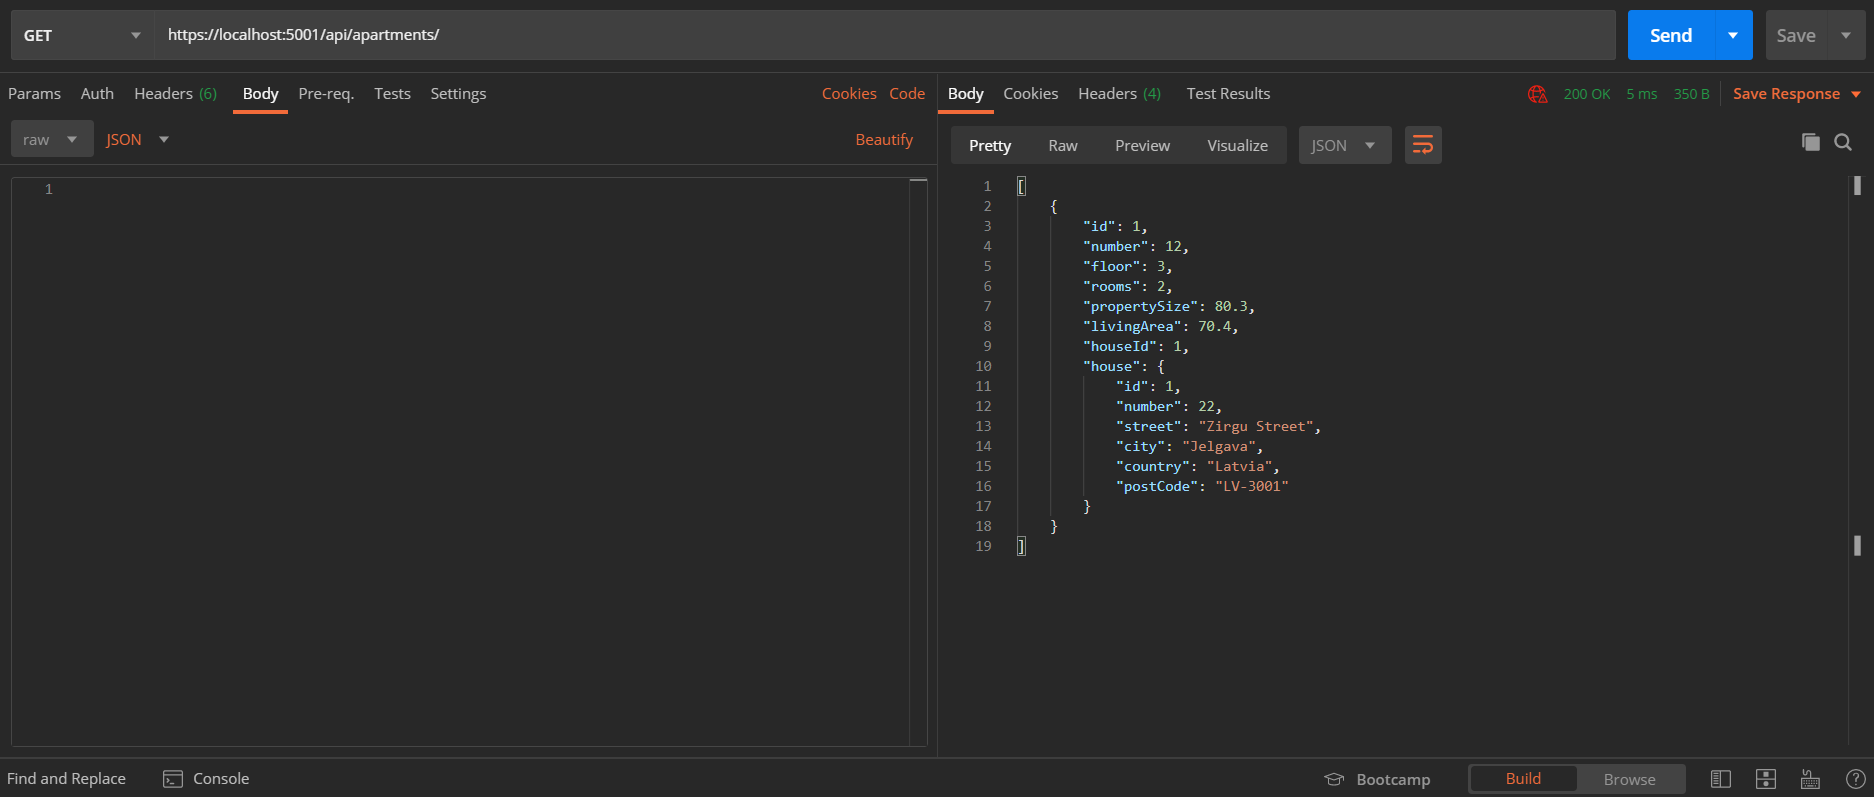 GET https://localhost:5001/api/apartments/ Send Save
Params Auth Headers (6) Body Pre-req. Tests Settings Cookies Code
raw JSON Beautify
1
Body Cookies Headers (4) Test Results 200 OK 5 ms 350 B Save Response
Pretty Raw Preview Visualize JSON
1 [
2 {
3 "id": 1,
4 "number": 12,
5 "floor": 3,
6 "rooms": 2,
7 "propertySize": 80.3,
8 "livingArea": 70.4,
9 "houseId": 1,
10 "house": {
11 "id": 1,
12 "number": 22,
13 "street": "Zirgu Street",
14 "city": "Jelgava",
15 "country": "Latvia",
16 "postCode": "LV-3001"
17 }
18 }
19 ]
Find and Replace Console Bootcamp Build Browse ?